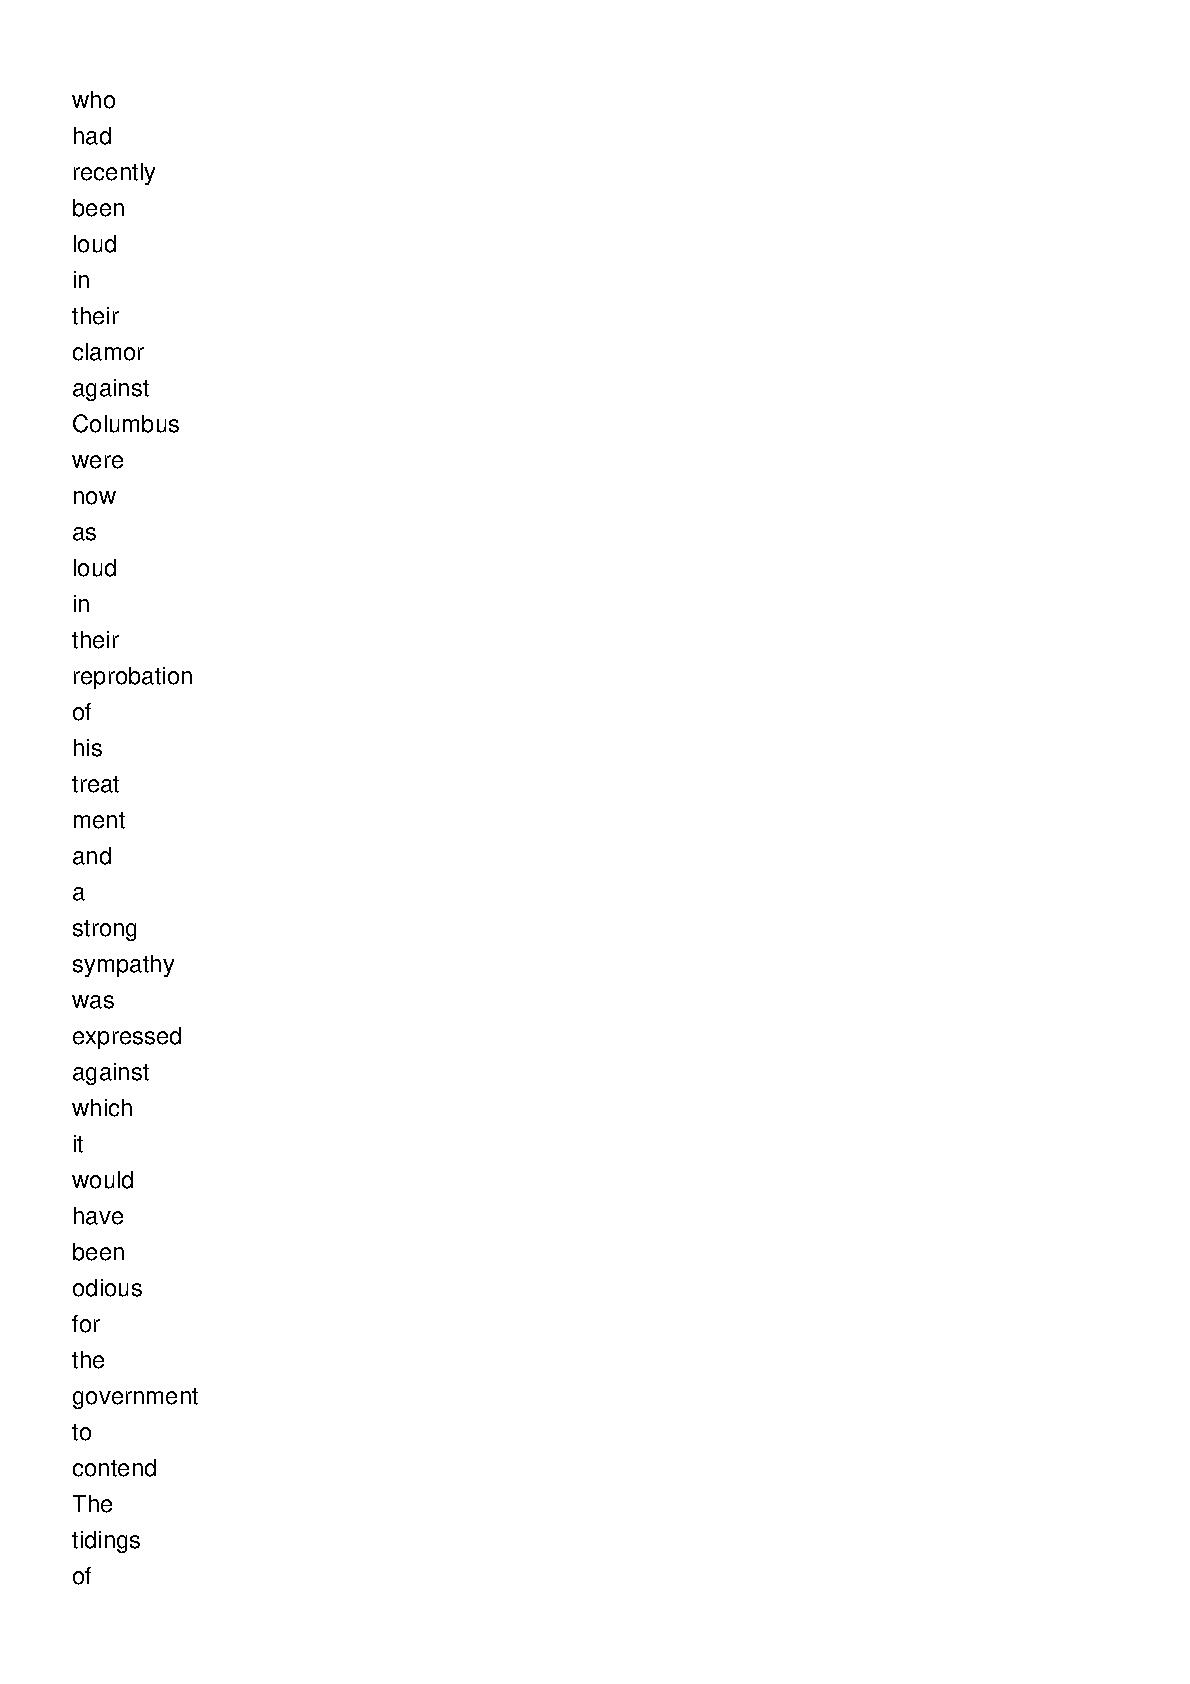 who
had
recently
been
loud
in
their
clamor
against
Columbus
were
now
as
loud
in
their
reprobation
of
his
treat
ment
and
a
strong
sympathy
was
expressed
against
which
it
would
have
been
odious
for
the
government
to
contend
The
tidings
of